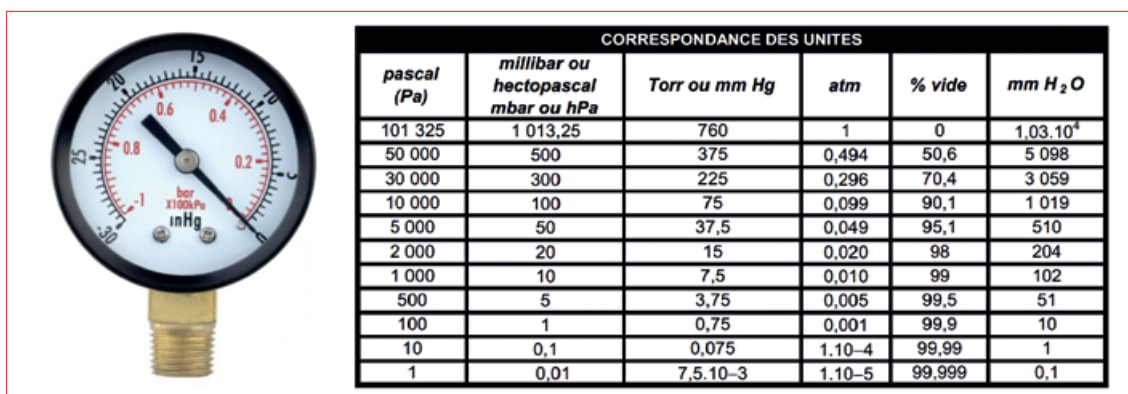 15
20
10
0.6
0.4
25
0.8
0.2
5
bar
X100kPa
-1
0
inHg
-30
0
CORRESPONDANCE DES UNITES
pascal (Pa) millibar ou hectopascal mbar ou hPa Torr ou mm Hg atm % vide mm H₂O
101 325 1 013,25 760 1 0 1,03.10⁴
50 000 500 375 0,494 50,6 5 098
30 000 300 225 0,296 70,4 3 059
10 000 100 75 0,099 90,1 1 019
5 000 50 37,5 0,049 95,1 510
2 000 20 15 0,020 98 204
1 000 10 7,5 0,010 99 102
500 5 3,75 0,005 99,5 51
100 1 0,75 0,001 99,9 10
10 0,1 0,075 1.10–4 99,99 1
1 0,01 7,5.10–3 1.10–5 99,999 0,1